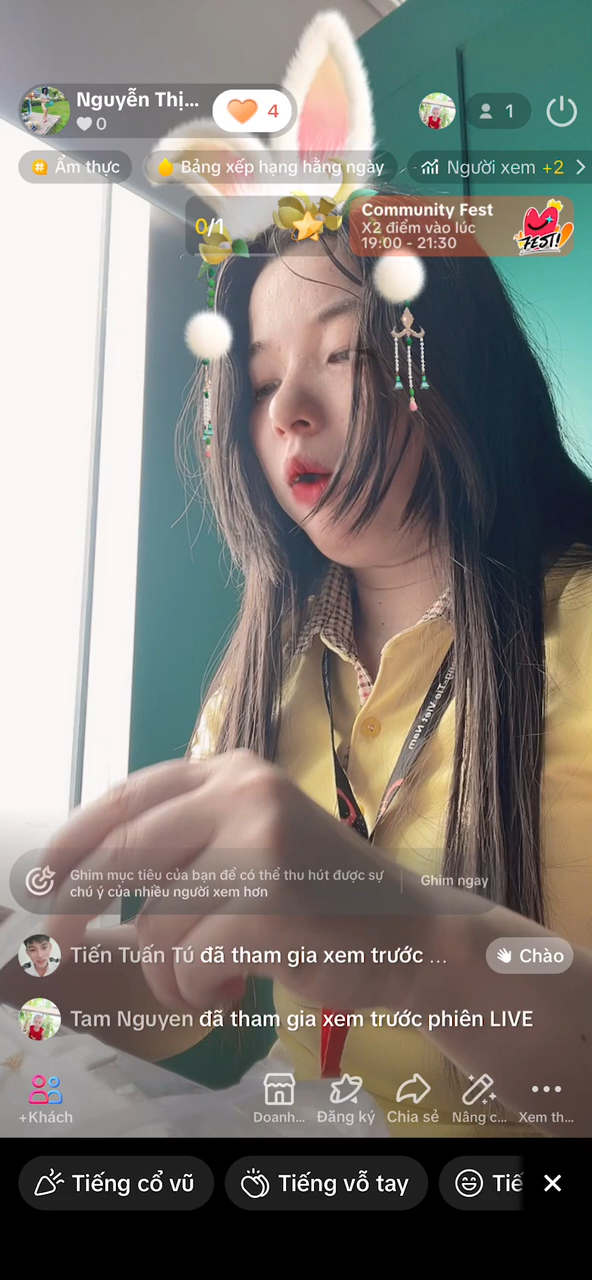 Nguyễn Thị...
0
4
1
Ẩm thực
Bảng xếp hạng hằng ngày
Người xem +2
0/1
Community Fest
X2 điểm vào lúc
19:00 - 21:30
FEST!
Việt Nam
Ghim mục tiêu của bạn để có thể thu hút được sự
chú ý của nhiều người xem hơn
Ghim ngay
Tiến Tuấn Tú đã tham gia xem trước ...
Chào
Tam Nguyen đã tham gia xem trước phiên LIVE
+Khách
Doanh...
Đăng ký
Chia sẻ
Nâng c...
Xem th...
Tiếng cổ vũ
Tiếng vỗ tay
Tiế